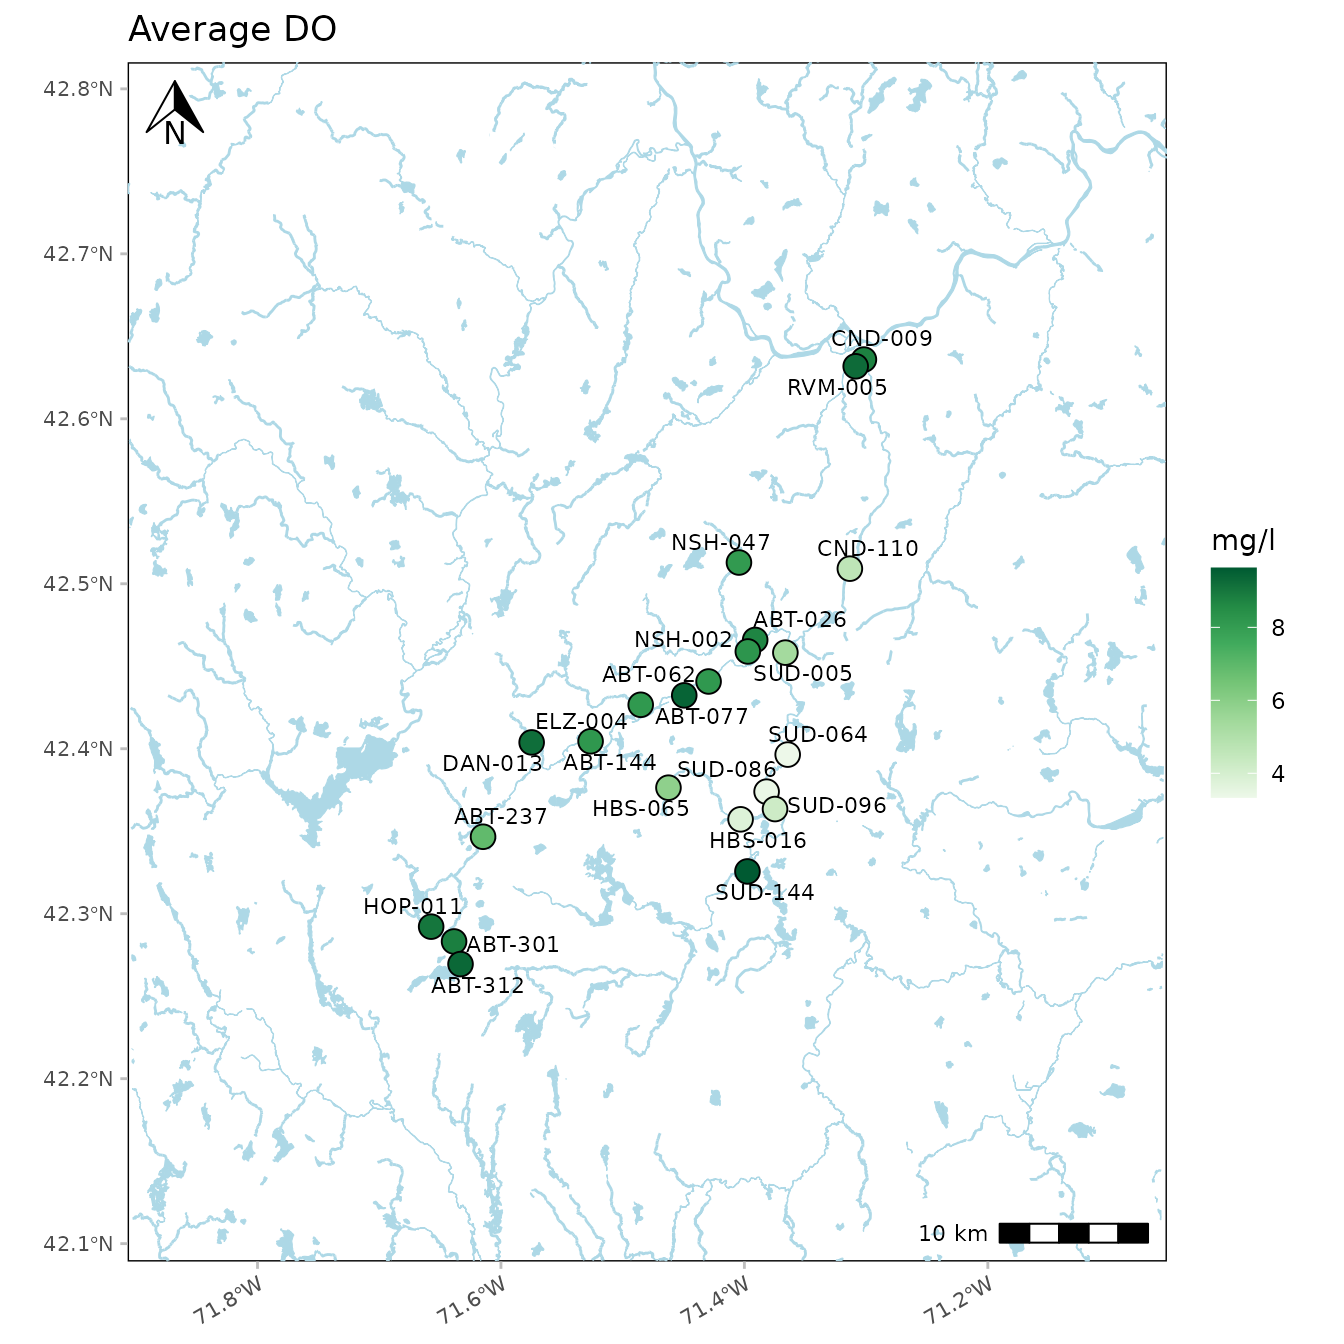 Average DO
42.8°N
42.7°N
42.6°N
42.5°N
42.4°N
42.3°N
42.2°N
42.1°N
N
CND-009
RVM-005
NSH-047
CND-110
ABT-026
NSH-002
SUD-005
ABT-062
ABT-077
ELZ-004
SUD-064
DAN-013
ABT-144
SUD-086
HBS-065
SUD-096
ABT-237
HBS-016
SUD-144
HOP-011
ABT-301
ABT-312
10 km
71.8°W
71.6°W
71.4°W
71.2°W
mg/l
8
6
4